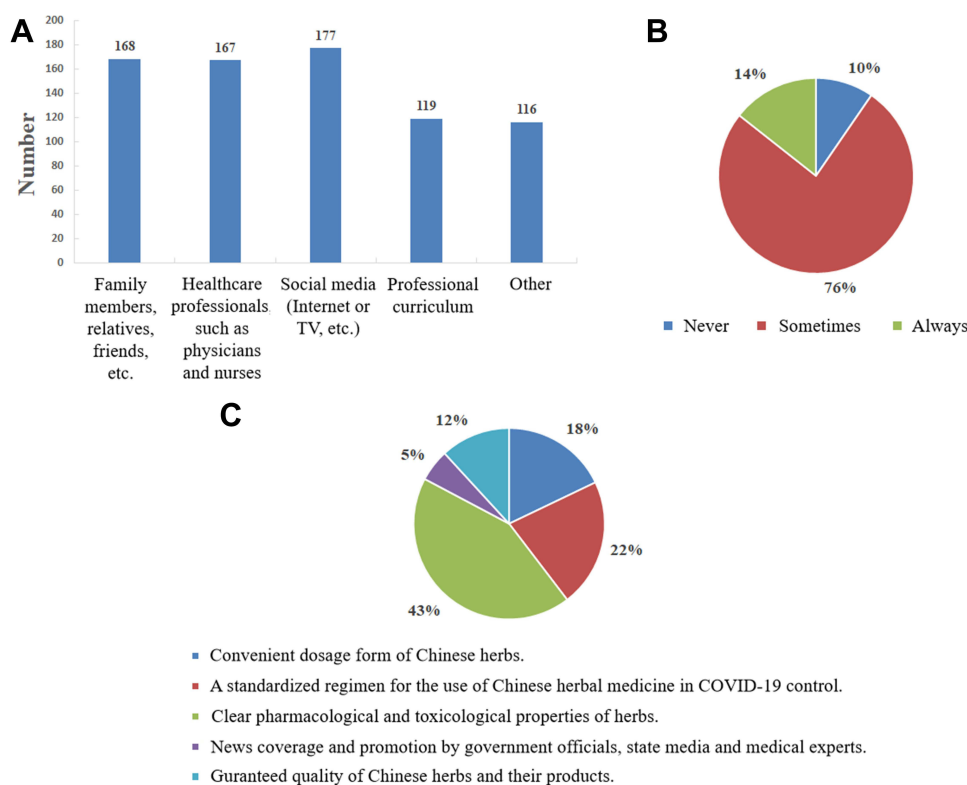 A
Number
200
180
160
140
120
100
80
60
40
20
0
168
167
177
119
116
Family
members,
relatives,
friends,
etc.
Healthcare
professionals,
such as
physicians
and nurses
Social media
(Internet or
TV, etc.)
Professional
curriculum
Other
B
14%
10%
76%
Never
Sometimes
Always
C
12%
18%
5%
22%
43%
Convenient dosage form of Chinese herbs.
A standardized regimen for the use of Chinese herbal medicine in COVID-19 control.
Clear pharmacological and toxicological properties of herbs.
News coverage and promotion by government officials, state media and medical experts.
Guranteed quality of Chinese herbs and their products.